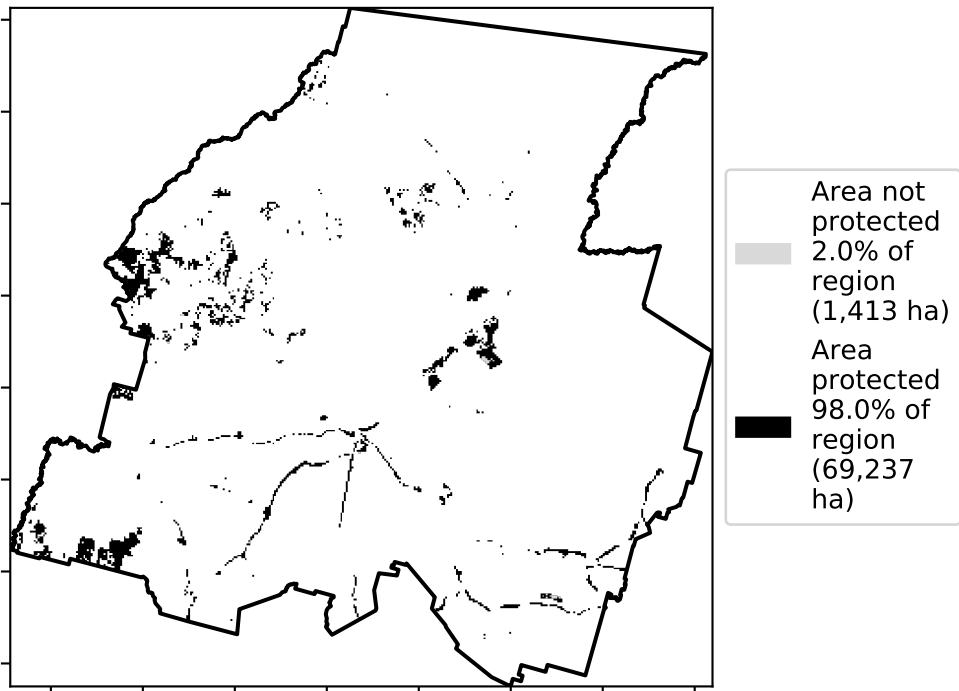 Area not
protected
2.0% of
region
(1,413 ha)
Area
protected
98.0% of
region
(69,237
ha)